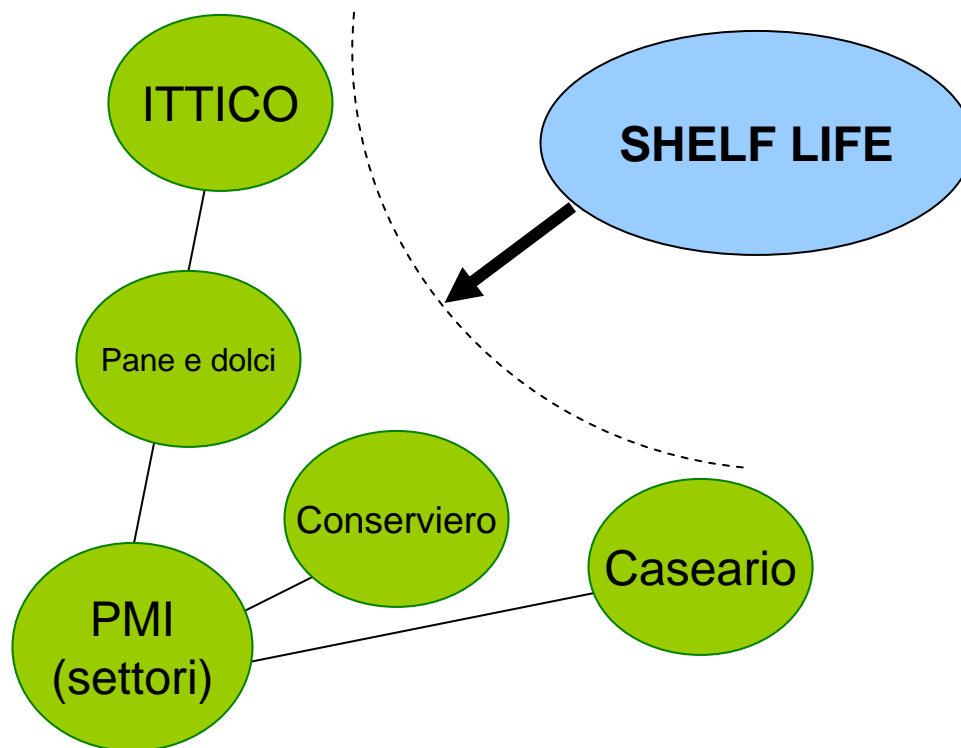 ITTICO
SHELF LIFE
Pane e dolci
Conserviero
Caseario
PMI
(settori)